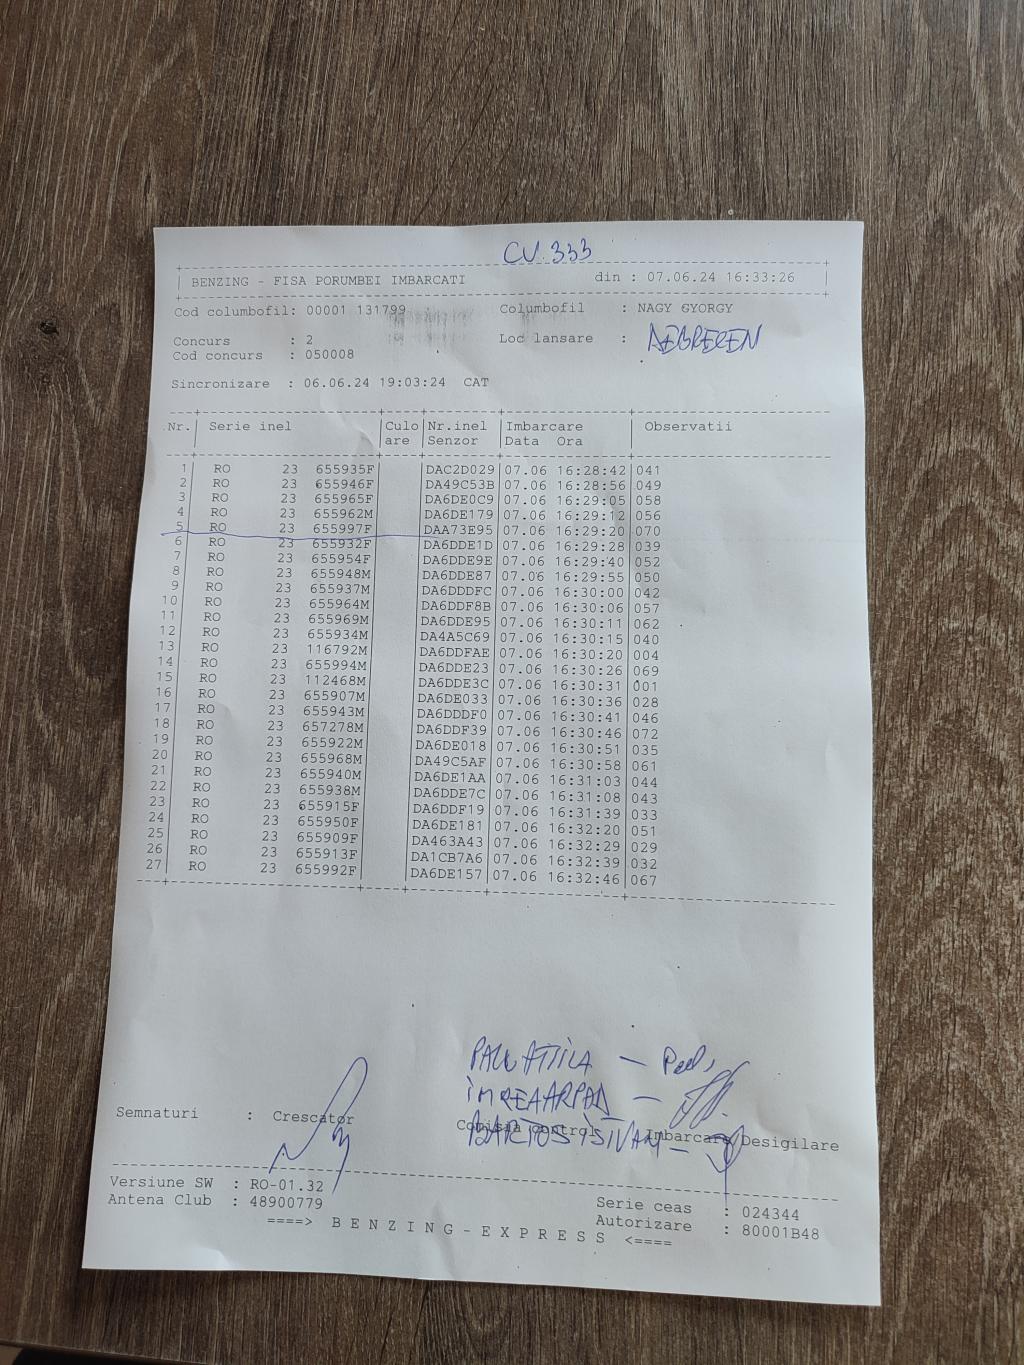 CV. 333
BENZING - FISA PORUMBEI IMBARCATI din : 07.06.24 16:33:26
Cod columbofil: 00001 131799 Columbofil : NAGY GYORGY
Concurs : 2 Loc lansare : DEBRECEN
Cod concurs : 050008
Sincronizare : 06.06.24 19:03:24 CAT
Nr. Serie inel Culo Nr.inel Imbarcare Observatii
are Senzor Data Ora
1 RO 23 655935F DAC2D029 07.06 16:28:42 041
2 RO 23 655946F DA49C53B 07.06 16:28:56 049
3 RO 23 655965F DA6DE0C9 07.06 16:29:05 058
4 RO 23 655962M DA6DE179 07.06 16:29:12 056
5 RO 23 655997F DAA73E95 07.06 16:29:20 070
6 RO 23 655932F DA6DDE1D 07.06 16:29:28 039
7 RO 23 655954F DA6DDE9E 07.06 16:29:40 052
8 RO 23 655948M DA6DDE87 07.06 16:29:55 050
9 RO 23 655937M DA6DDDFC 07.06 16:30:00 042
10 RO 23 655964M DA6DDF8B 07.06 16:30:06 057
11 RO 23 655969M DA6DDE95 07.06 16:30:11 062
12 RO 23 655934M DA4A5C69 07.06 16:30:15 040
13 RO 23 116792M DA6DDFAE 07.06 16:30:20 004
14 RO 23 655994M DA6DDE23 07.06 16:30:26 069
15 RO 23 112468M DA6DDE3C 07.06 16:30:31 001
16 RO 23 655907M DA6DE033 07.06 16:30:36 028
17 RO 23 655943M DA6DDDF0 07.06 16:30:41 046
18 RO 23 657278M DA6DDF39 07.06 16:30:46 072
19 RO 23 655922M DA6DE018 07.06 16:30:51 035
20 RO 23 655968M DA49C5AF 07.06 16:30:58 061
21 RO 23 655940M DA6DE1AA 07.06 16:31:03 044
22 RO 23 655938M DA6DDE7C 07.06 16:31:08 043
23 RO 23 655915F DA6DDF19 07.06 16:31:39 033
24 RO 23 655950F DA6DE181 07.06 16:32:20 051
25 RO 23 655909F DA463A43 07.06 16:32:29 029
26 RO 23 655913F DA1CB7A6 07.06 16:32:39 032
27 RO 23 655992F DA6DE157 07.06 16:32:46 067
PALL ATTILA —
IMRE ARPAD —
BARTOS ISTVAN —
Semnaturi : Crescator Comisia control: Imbarcare Desigilare
Versiune SW : RO-01.32 Serie ceas : 024344
Antena Club : 48900779 Autorizare : 80001B48
====> B E N Z I N G - E X P R E S S <====